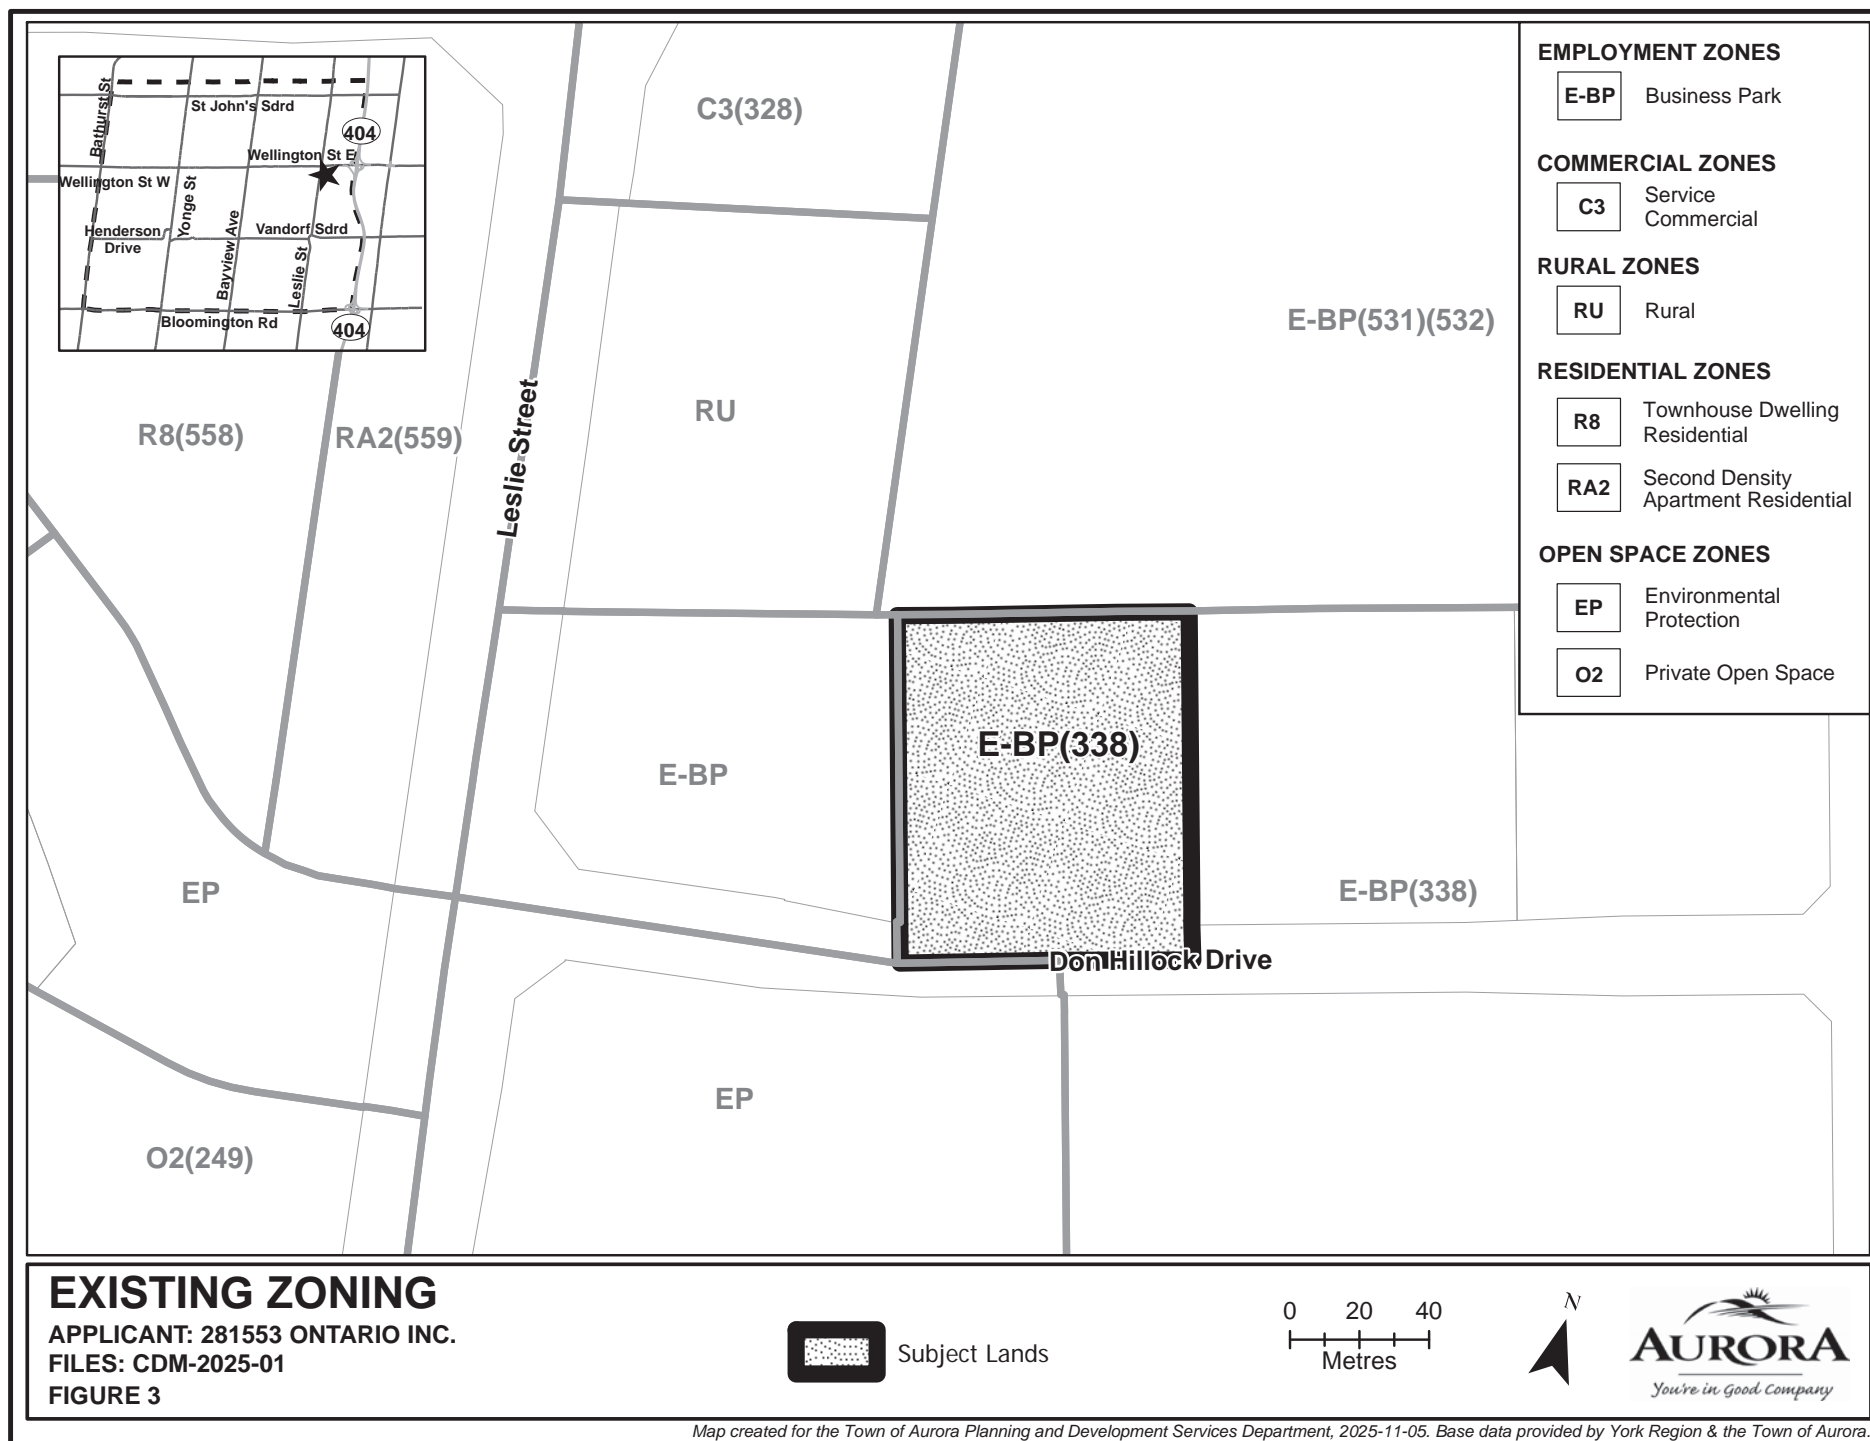 Bathurst St
St John's Sdrd
404
Wellington St E
Wellington St W
Yonge St
Henderson
Drive
Bayview Ave
Vandorf Sdrd
Leslie St
Bloomington Rd
404
C3(328)
E-BP(531)(532)
R8(558)
RA2(559)
Leslie Street
RU
E-BP
E-BP(338)
E-BP(338)
EP
Don Hillock Drive
EP
O2(249)
EMPLOYMENT ZONES
E-BP Business Park
COMMERCIAL ZONES
C3 Service
Commercial
RURAL ZONES
RU Rural
RESIDENTIAL ZONES
R8 Townhouse Dwelling
Residential
RA2 Second Density
Apartment Residential
OPEN SPACE ZONES
EP Environmental
Protection
O2 Private Open Space
EXISTING ZONING
APPLICANT: 281553 ONTARIO INC.
FILES: CDM-2025-01
FIGURE 3
Subject Lands
0 20 40
Metres
N
AURORA
You're in Good Company
Map created for the Town of Aurora Planning and Development Services Department, 2025-11-05. Base data provided by York Region & the Town of Aurora.